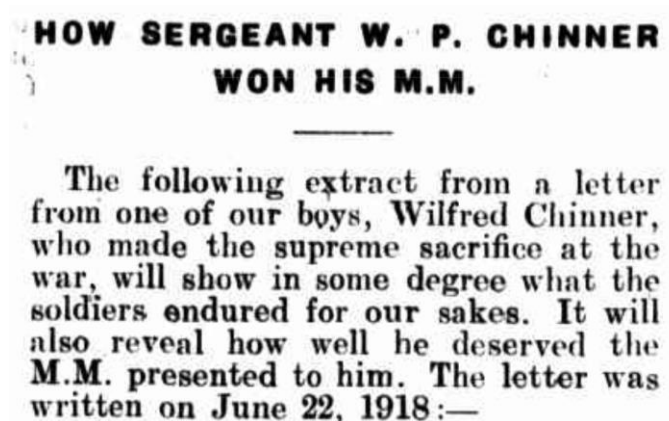 HOW SERGEANT W. P. CHINNER
WON HIS M.M.
The following extract from a letter
from one of our boys, Wilfred Chinner,
who made the supreme sacrifice at the
war, will show in some degree what the
soldiers endured for our sakes. It will
also reveal how well he deserved the
M.M. presented to him. The letter was
written on June 22, 1918:—